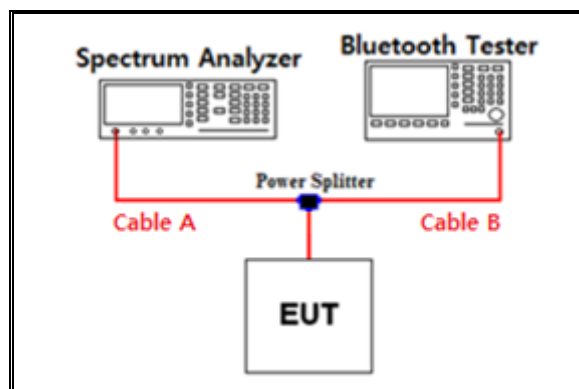 Spectrum Analyzer
Bluetooth Tester
Power Splitter
Cable A
Cable B
EUT